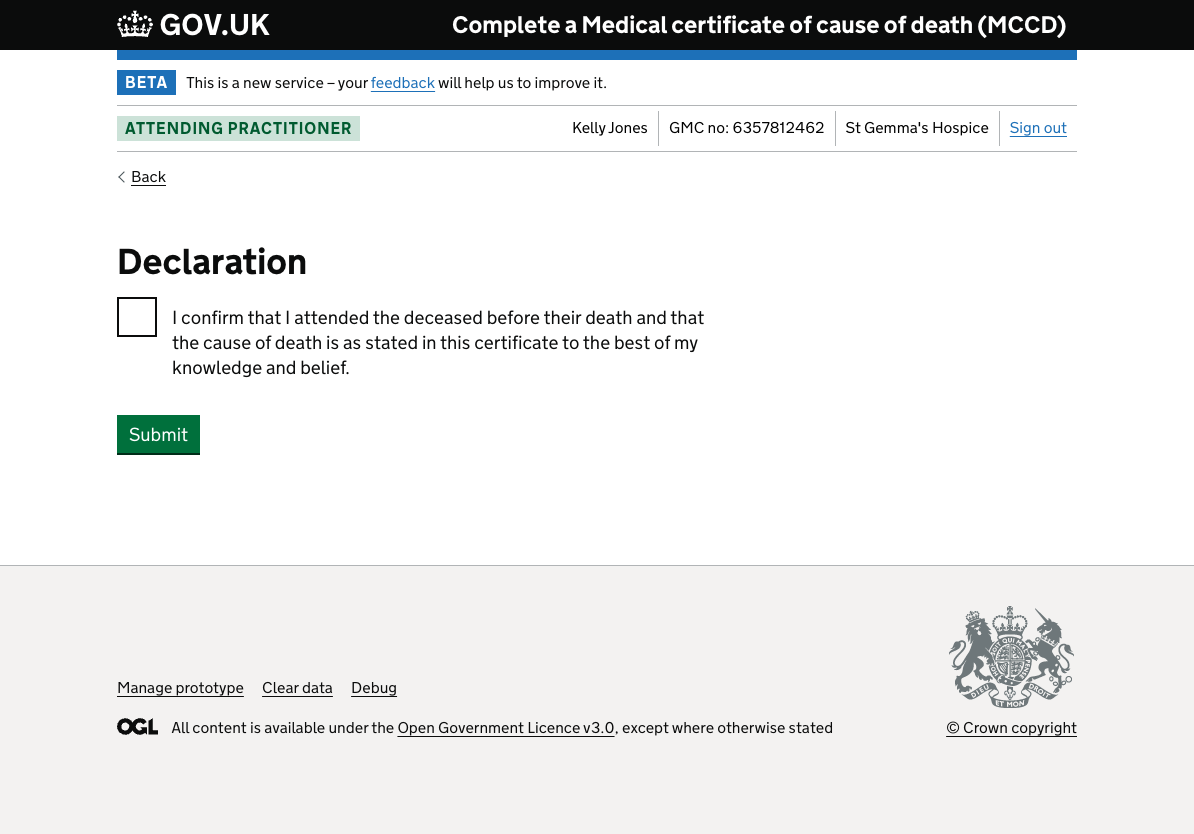 GOV.UK
Complete a Medical certificate of cause of death (MCCD)
BETA This is a new service – your feedback will help us to improve it.
ATTENDING PRACTITIONER
Kelly Jones GMC no: 6357812462 St Gemma's Hospice Sign out
Back
Declaration
I confirm that I attended the deceased before their death and that
the cause of death is as stated in this certificate to the best of my
knowledge and belief.
Submit
Manage prototype Clear data Debug
OGL All content is available under the Open Government Licence v3.0, except where otherwise stated
DIEU ET MON DROIT
© Crown copyright